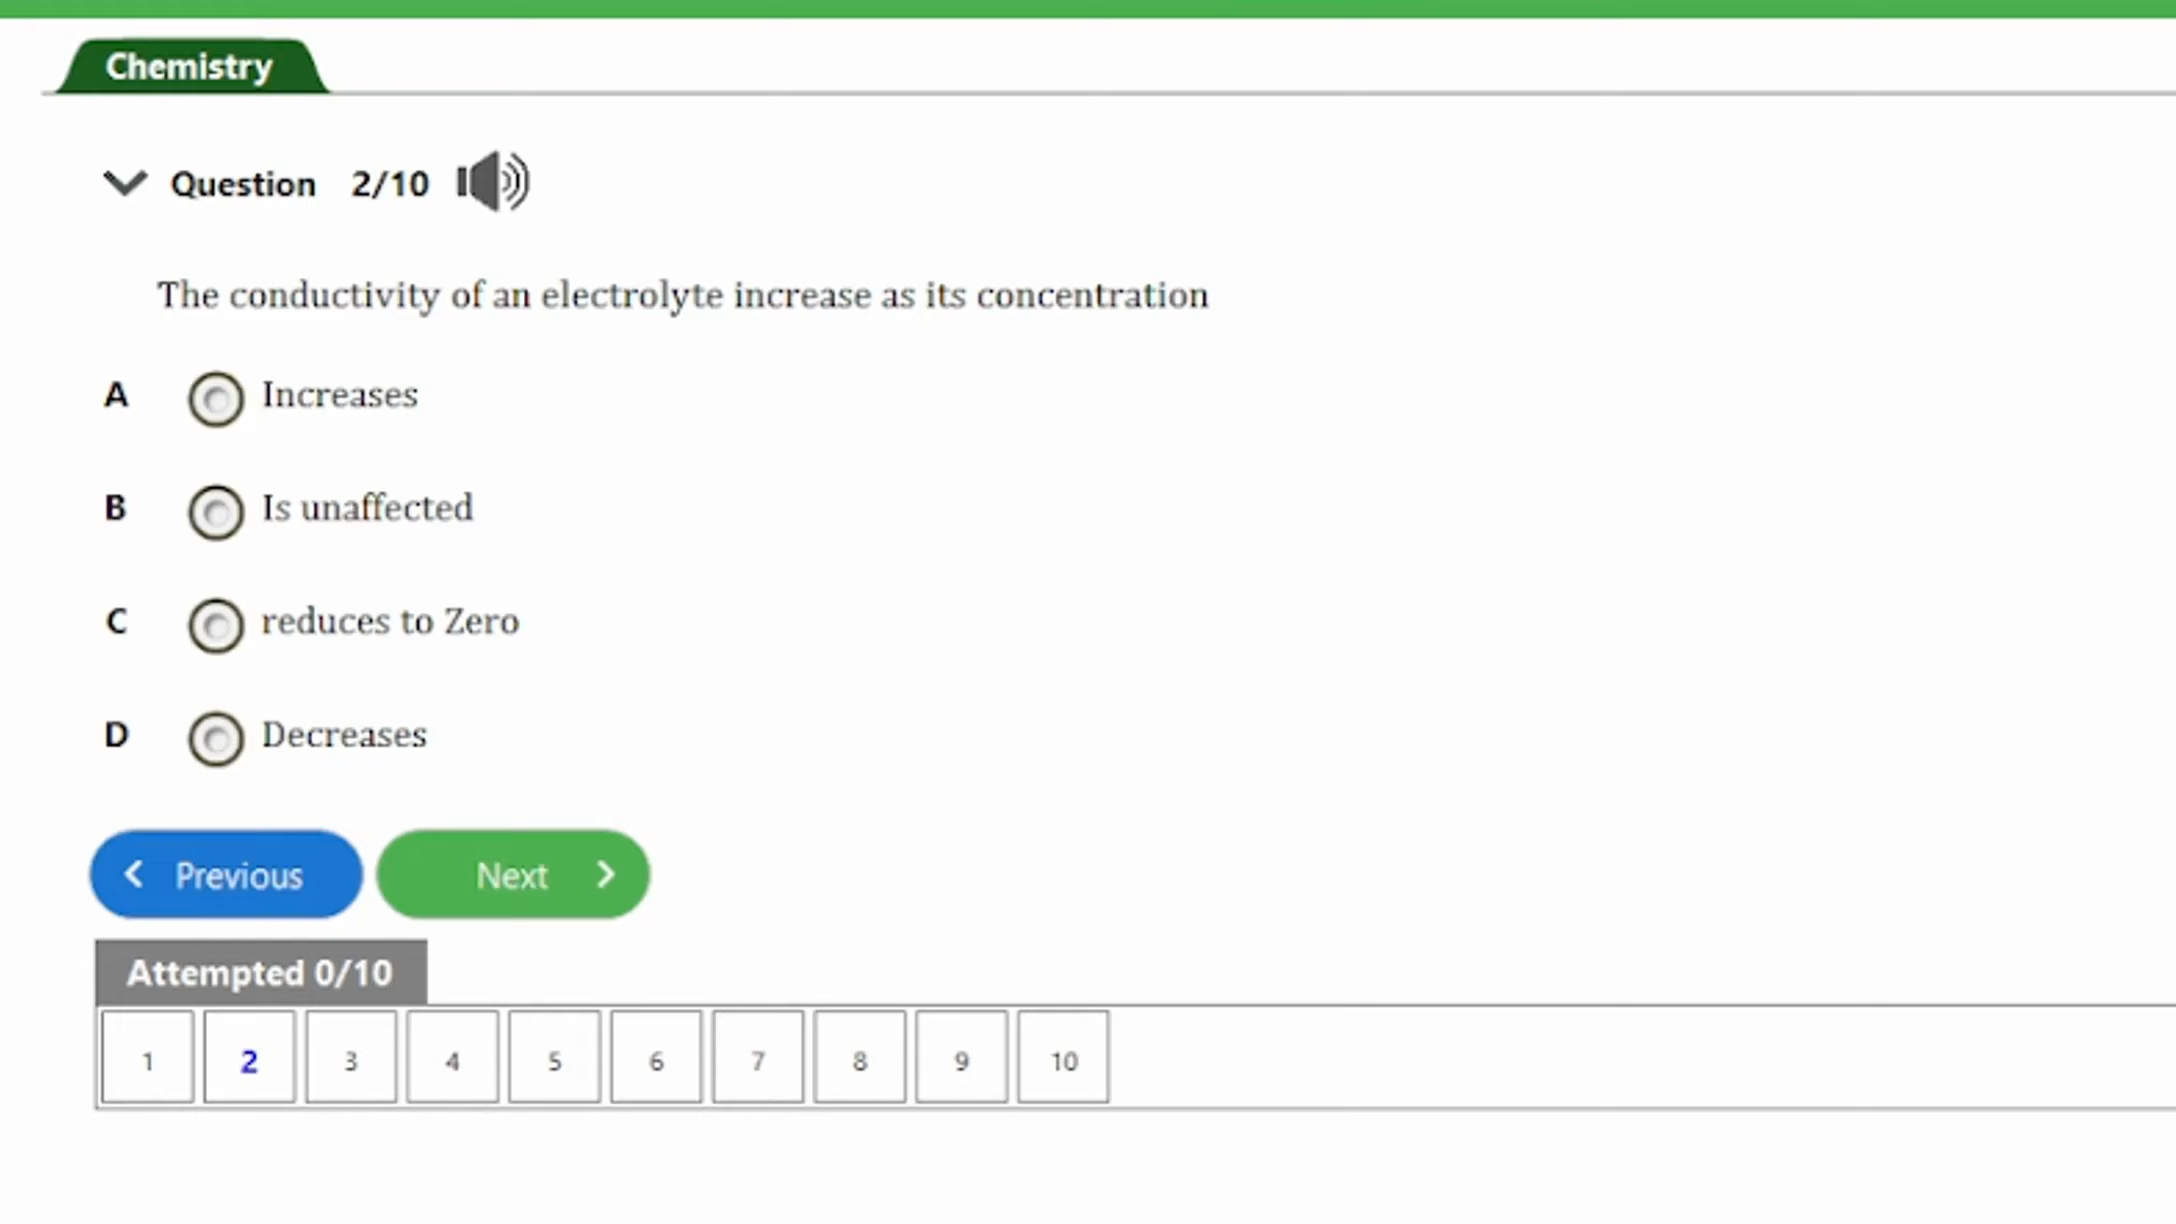 Chemistry
Question 2/10
The conductivity of an electrolyte increase as its concentration
A Increases
B Is unaffected
C reduces to Zero
D Decreases
Previous Next
Attempted 0/10
1 2 3 4 5 6 7 8 9 10